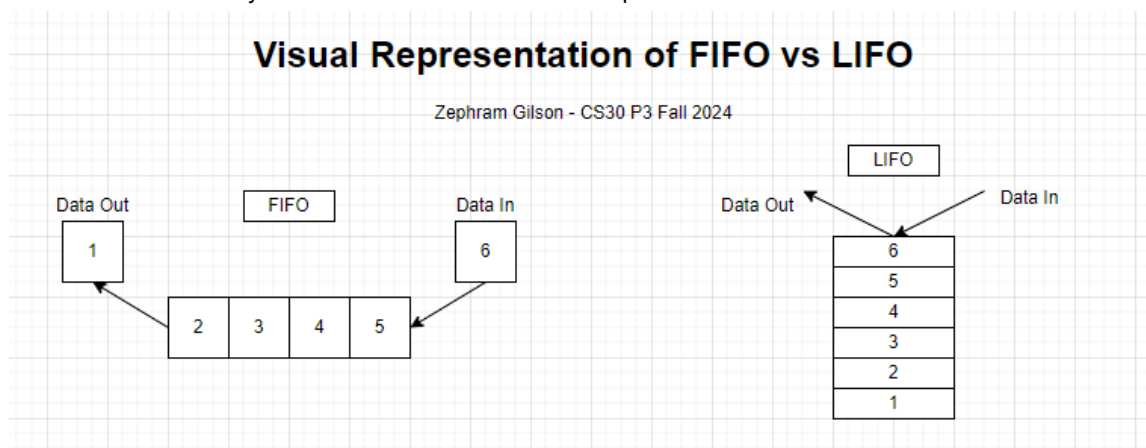 Visual Representation of FIFO vs LIFO
Zephram Gilson - CS30 P3 Fall 2024
FIFO
Data Out
Data In
1
6
2 3 4 5
LIFO
Data Out
Data In
6
5
4
3
2
1